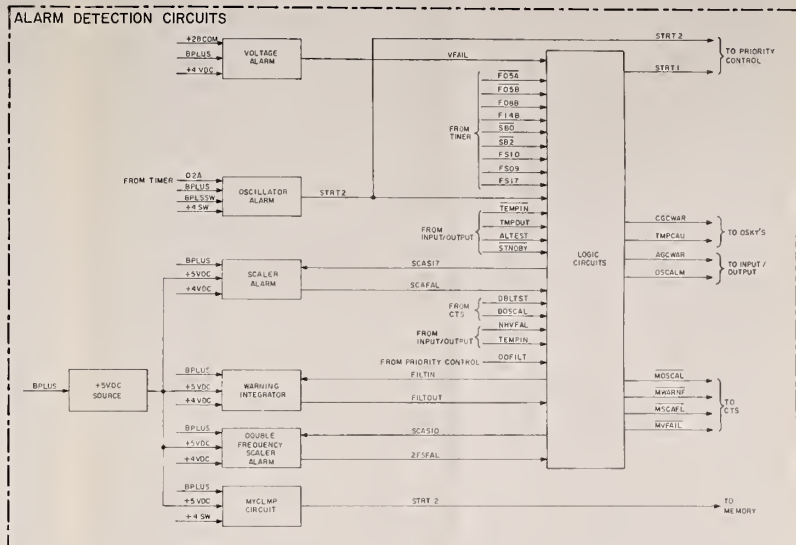 ALARM DETECTION CIRCUITS
+28COM
BPLUS
+4 VDC
VOLTAGE ALARM
VFAIL
STRT 2
STRT 1
TO PRIORITY CONTROL
FROM TIMER
F05A
F05B
F08B
F14B
SB0
SB2
FS10
FS09
FS17
FROM TIMER
02A
BPLUS
BPLSSW
+4 SW
OSCILLATOR ALARM
STRT 2
FROM INPUT/OUTPUT
TEMPIN
TMPOUT
ALTEST
STNDBY
LOGIC CIRCUITS
CGCWAR
TMPCAU
TO DSKY'S
AGCWAR
OSCALM
TO INPUT / OUTPUT
BPLUS
+5VDC
+4VDC
SCALER ALARM
SCAS17
SCAFAL
FROM CTS
DBLTST
DOSCAL
FROM INPUT/OUTPUT
NHVFAL
TEMPIN
FROM PRIORITY CONTROL
DOFILT
BPLUS
+5VDC SOURCE
BPLUS
+5VDC
+4VDC
WARNING INTEGRATOR
FILTIN
FILTOUT
MOSCAL
MWARNF
MSCAFL
MVFAIL
TO CTS
BPLUS
+5VDC
+4VDC
DOUBLE FREQUENCY SCALER ALARM
SCAS10
2FSFAL
BPLUS
+5 VDC
+4 SW
MYCLMP CIRCUIT
STRT 2
TO MEMORY